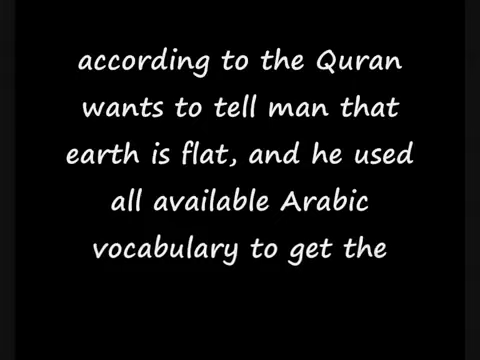 according to the Quran
wants to tell man that
earth is flat, and he used
all available Arabic
vocabulary to get the